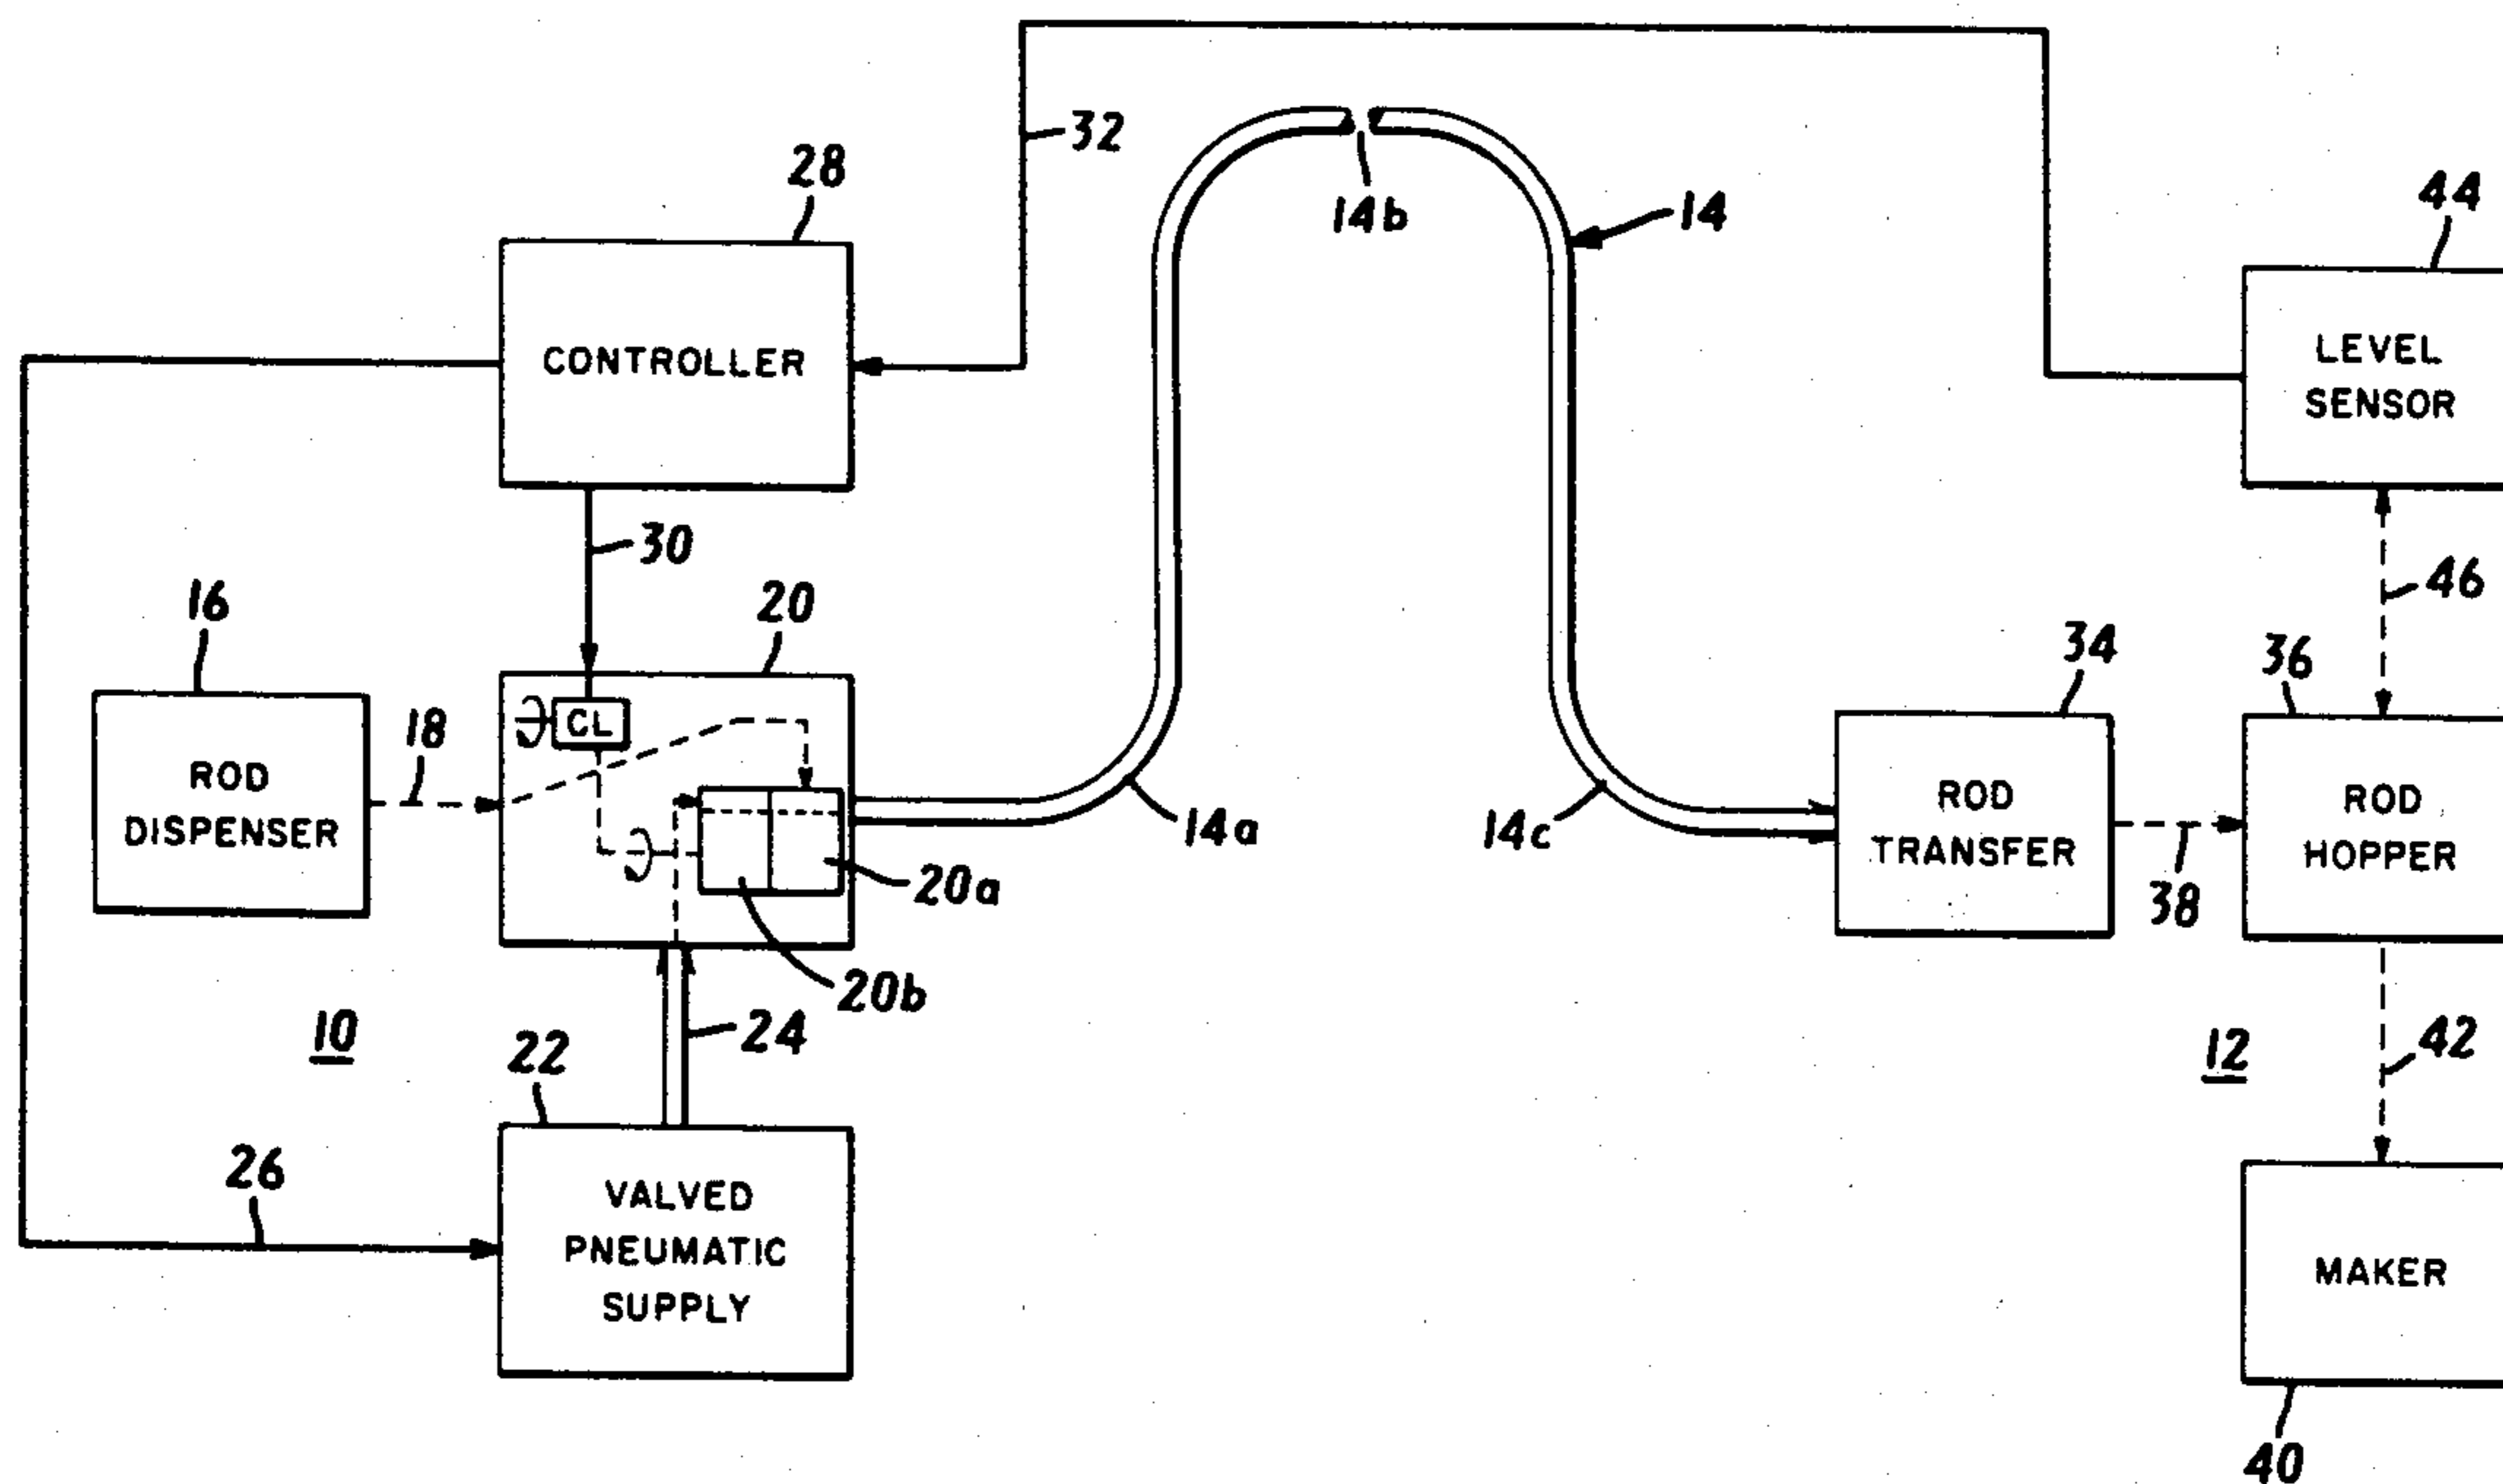 32
28
14b
14
44
CONTROLLER
LEVEL
SENSOR
30
46
16
20
34
36
18
CL
ROD
DISPENSER
14a
14c
ROD
TRANSFER
ROD
HOPPER
20a
38
20b
10
22
24
12
42
26
VALVED
PNEUMATIC
SUPPLY
MAKER
40